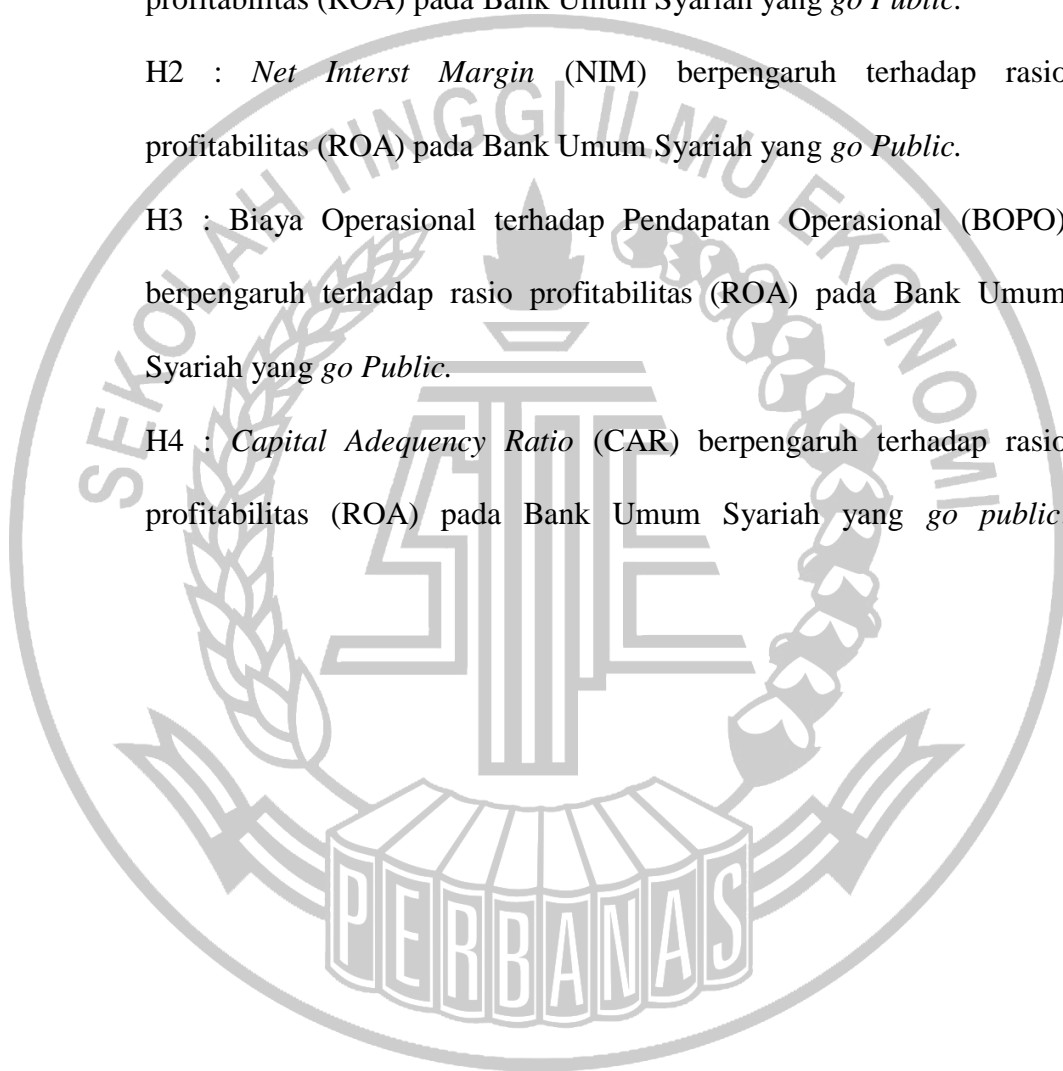 profitabilitas (ROA) pada Bank Umum Syariah yang go Public.
H2 : Net Interst Margin (NIM) berpengaruh terhadap rasio
profitabilitas (ROA) pada Bank Umum Syariah yang go Public.
H3 : Biaya Operasional terhadap Pendapatan Operasional (BOPO)
berpengaruh terhadap rasio profitabilitas (ROA) pada Bank Umum
Syariah yang go Public.
H4 : Capital Adequency Ratio (CAR) berpengaruh terhadap rasio
profitabilitas (ROA) pada Bank Umum Syariah yang go public
SEKOLAH TINGGI ILMU EKONOMI
PERBANAS